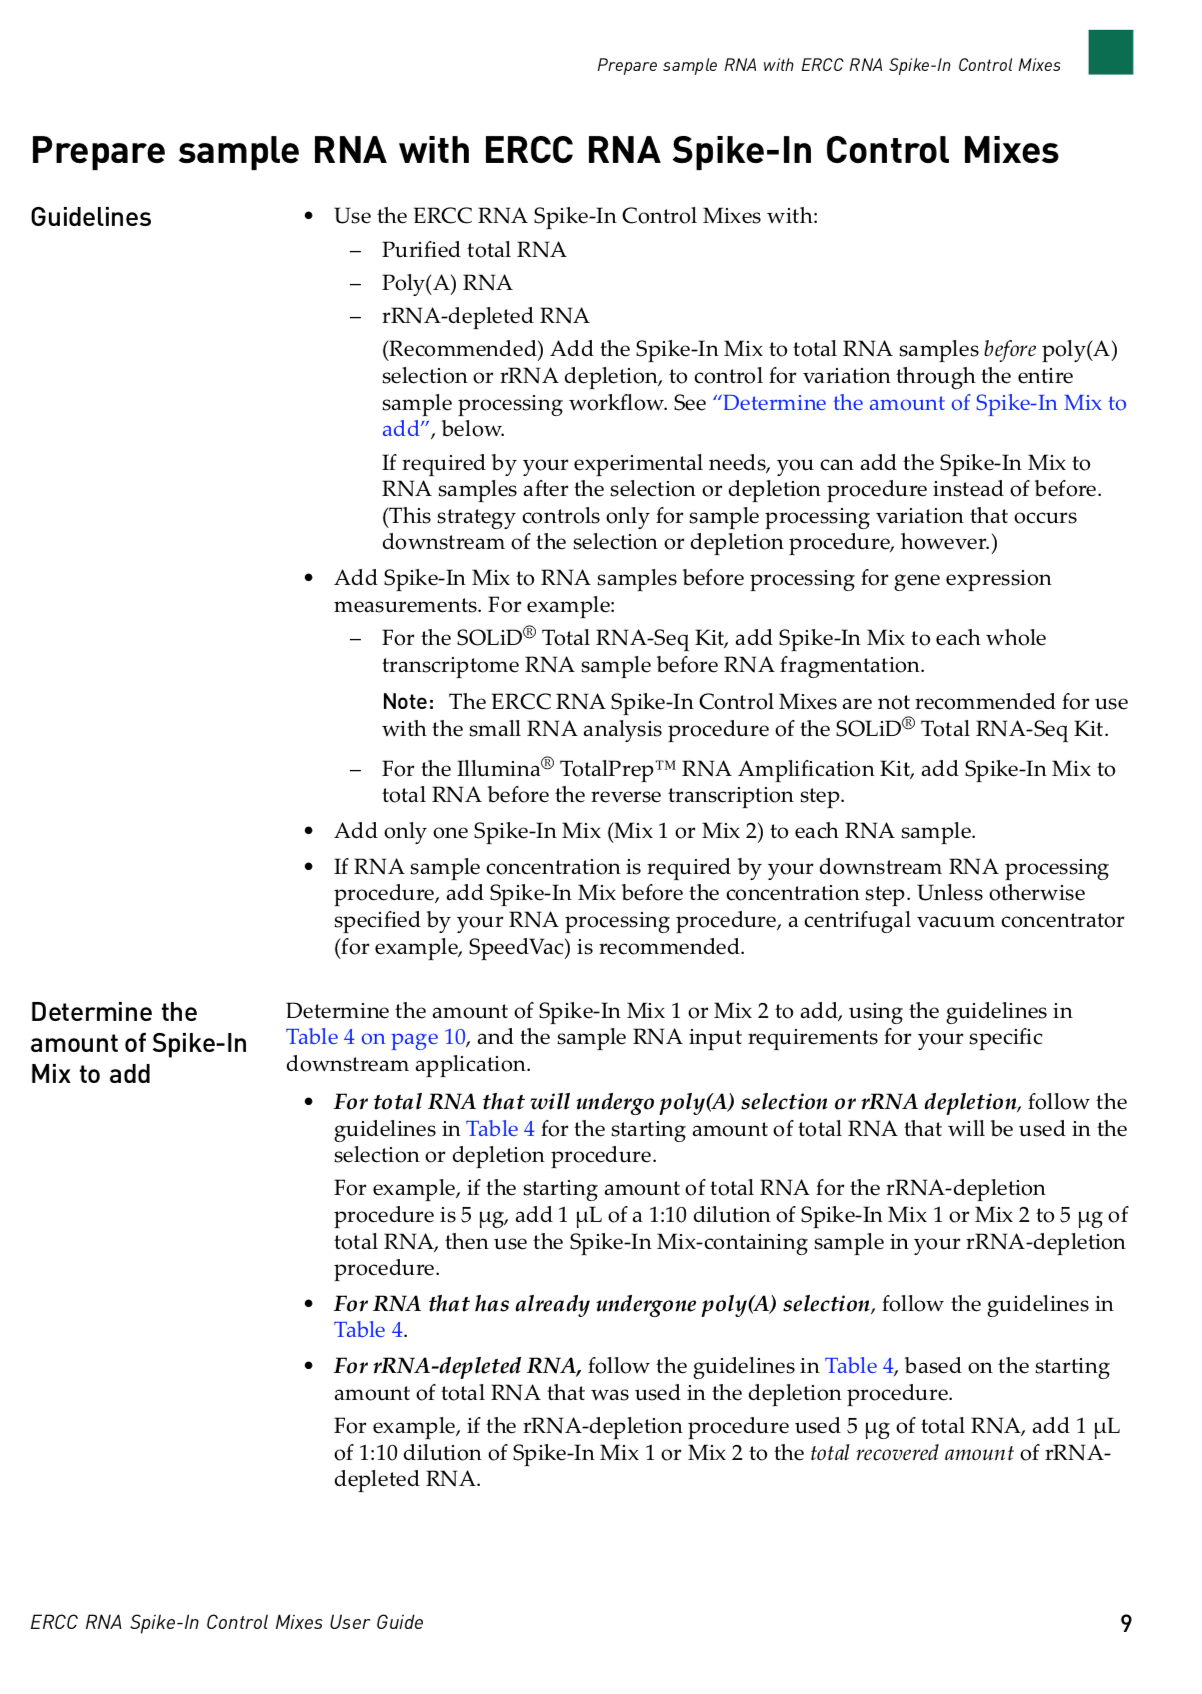 Prepare sample RNA with ERCC RNA Spike-In Control Mixes
Prepare sample RNA with ERCC RNA Spike-In Control Mixes
Guidelines
• Use the ERCC RNA Spike-In Control Mixes with:
– Purified total RNA
– Poly(A) RNA
– rRNA-depleted RNA
(Recommended) Add the Spike-In Mix to total RNA samples before poly(A)
selection or rRNA depletion, to control for variation through the entire
sample processing workflow. See “Determine the amount of Spike-In Mix to
add”, below.
If required by your experimental needs, you can add the Spike-In Mix to
RNA samples after the selection or depletion procedure instead of before.
(This strategy controls only for sample processing variation that occurs
downstream of the selection or depletion procedure, however.)
• Add Spike-In Mix to RNA samples before processing for gene expression
measurements. For example:
– For the SOLiD® Total RNA-Seq Kit, add Spike-In Mix to each whole
transcriptome RNA sample before RNA fragmentation.
Note: The ERCC RNA Spike-In Control Mixes are not recommended for use
with the small RNA analysis procedure of the SOLiD® Total RNA-Seq Kit.
– For the Illumina® TotalPrep™ RNA Amplification Kit, add Spike-In Mix to
total RNA before the reverse transcription step.
• Add only one Spike-In Mix (Mix 1 or Mix 2) to each RNA sample.
• If RNA sample concentration is required by your downstream RNA processing
procedure, add Spike-In Mix before the concentration step. Unless otherwise
specified by your RNA processing procedure, a centrifugal vacuum concentrator
(for example, SpeedVac) is recommended.
Determine the
amount of Spike-In
Mix to add
Determine the amount of Spike-In Mix 1 or Mix 2 to add, using the guidelines in
Table 4 on page 10, and the sample RNA input requirements for your specific
downstream application.
• For total RNA that will undergo poly(A) selection or rRNA depletion, follow the
guidelines in Table 4 for the starting amount of total RNA that will be used in the
selection or depletion procedure.
For example, if the starting amount of total RNA for the rRNA-depletion
procedure is 5 µg, add 1 µL of a 1:10 dilution of Spike-In Mix 1 or Mix 2 to 5 µg of
total RNA, then use the Spike-In Mix-containing sample in your rRNA-depletion
procedure.
• For RNA that has already undergone poly(A) selection, follow the guidelines in
Table 4.
• For rRNA-depleted RNA, follow the guidelines in Table 4, based on the starting
amount of total RNA that was used in the depletion procedure.
For example, if the rRNA-depletion procedure used 5 µg of total RNA, add 1 µL
of 1:10 dilution of Spike-In Mix 1 or Mix 2 to the total recovered amount of rRNA-
depleted RNA.
ERCC RNA Spike-In Control Mixes User Guide
9